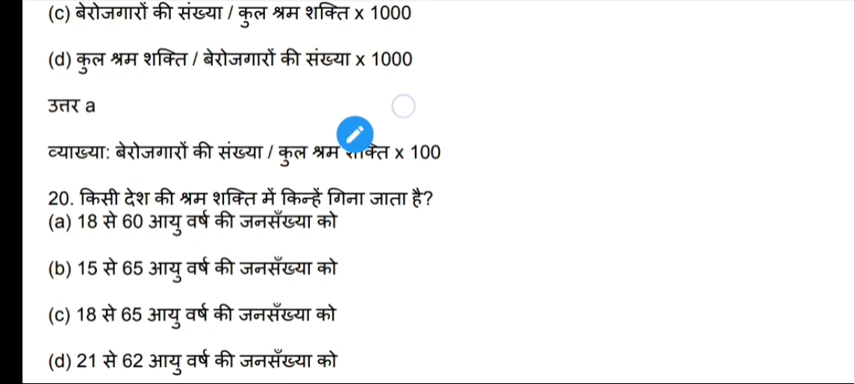 (c) बेरोजगारों की संख्या / कुल श्रम शक्ति x 1000
(d) कुल श्रम शक्ति / बेरोजगारों की संख्या x 1000
उत्तर a
व्याख्या: बेरोजगारों की संख्या / कुल श्रम शक्ति x 100
20. किसी देश की श्रम शक्ति में किन्हें गिना जाता है?
(a) 18 से 60 आयु वर्ष की जनसँख्या को
(b) 15 से 65 आयु वर्ष की जनसँख्या को
(c) 18 से 65 आयु वर्ष की जनसँख्या को
(d) 21 से 62 आयु वर्ष की जनसँख्या को